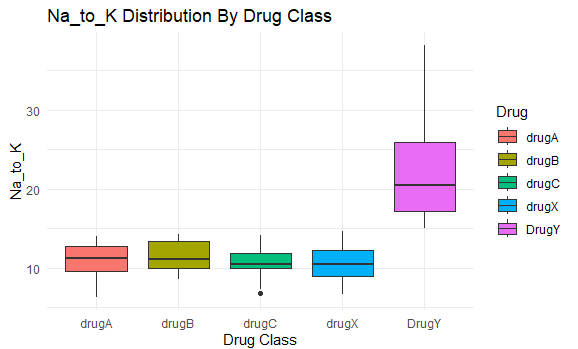 Na_to_K Distribution By Drug Class
Na_to_K
30
20
10
drugA drugB drugC drugX DrugY
Drug Class
Drug
drugA
drugB
drugC
drugX
DrugY